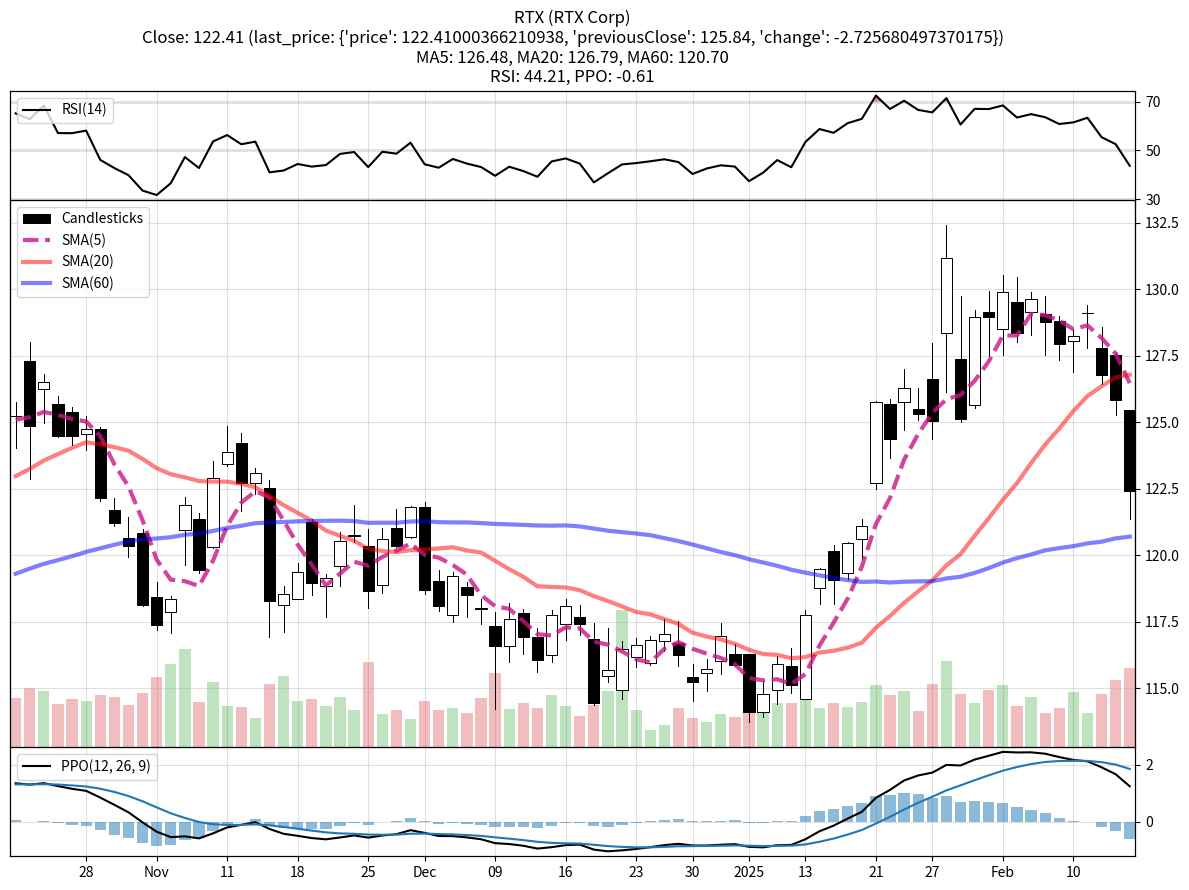 RTX (RTX Corp)
Close: 122.41 (last_price: {'price': 122.41000366210938, 'previousClose': 125.84, 'change': -2.725680497370175})
MA5: 126.48, MA20: 126.79, MA60: 120.70
RSI: 44.21, PPO: -0.61
RSI(14)
70
50
30
Candlesticks
SMA(5)
SMA(20)
SMA(60)
132.5
130.0
127.5
125.0
122.5
120.0
117.5
115.0
PPO(12, 26, 9)
2
0
28 Nov 11 18 25 Dec 09 16 23 30 2025 13 21 27 Feb 10